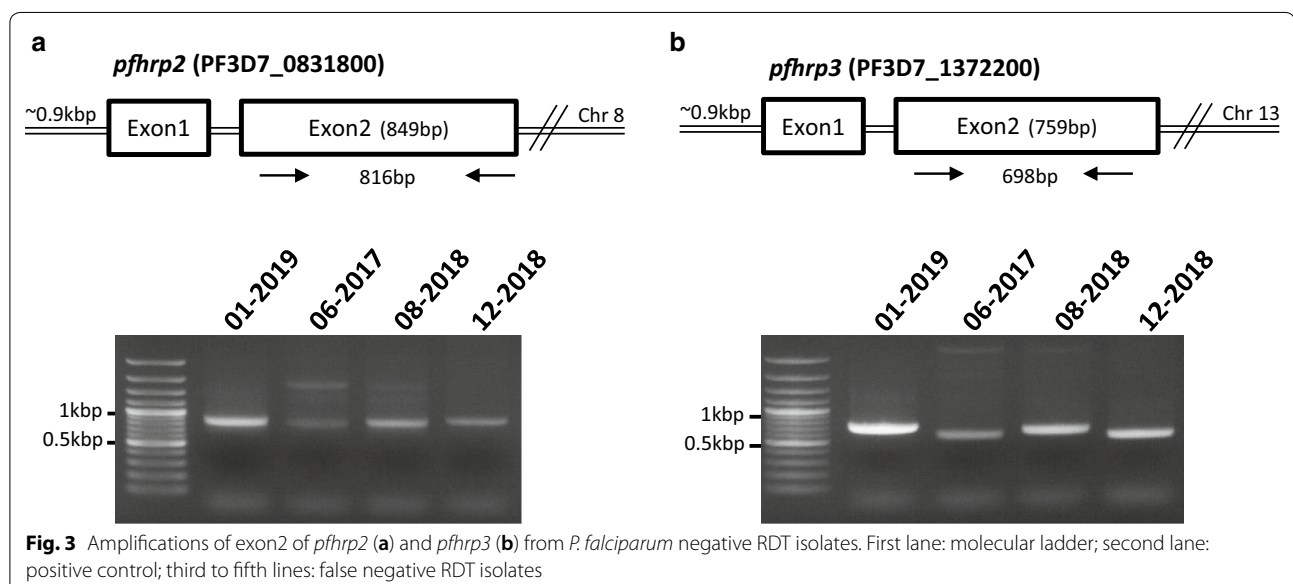 a
pfhrp2 (PF3D7_0831800)
~0.9kbp
Exon1
Exon2 (849bp)
Chr 8
816bp
01-2019
06-2017
08-2018
12-2018
1kbp
0.5kbp
b
pfhrp3 (PF3D7_1372200)
~0.9kbp
Exon1
Exon2 (759bp)
Chr 13
698bp
01-2019
06-2017
08-2018
12-2018
1kbp
0.5kbp
Fig. 3 Amplifications of exon2 of pfhrp2 (a) and pfhrp3 (b) from P. falciparum negative RDT isolates. First lane: molecular ladder; second lane:
positive control; third to fifth lines: false negative RDT isolates